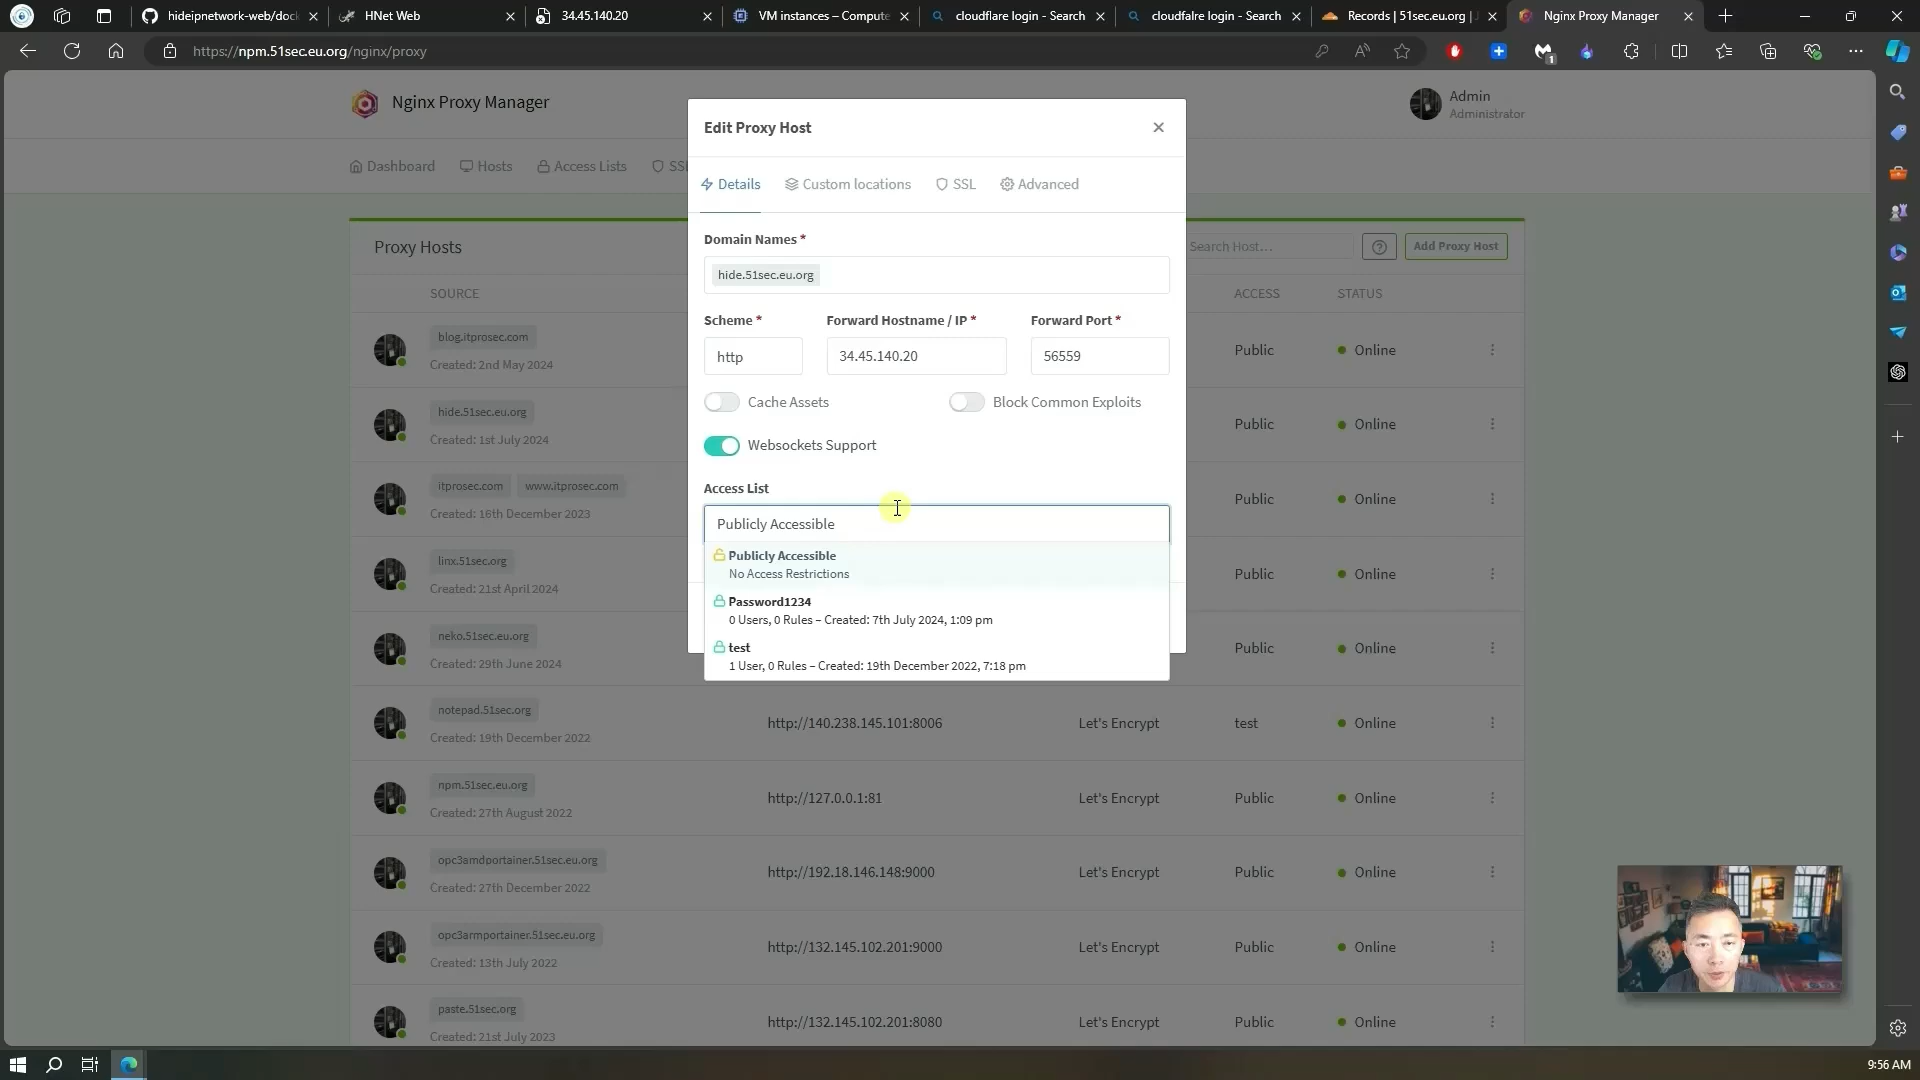 hideipnetwork-web/dock
HNet Web
34.45.140.20
VM instances – Compute
cloudflare login - Search
cloudfalre login - Search
Records | 51sec.eu.org |
Nginx Proxy Manager
https://npm.51sec.eu.org/nginx/proxy
1
Nginx Proxy Manager
Admin
Administrator
Dashboard
Hosts
Access Lists
SSL
Edit Proxy Host
Details
Custom locations
SSL
Advanced
Domain Names *
hide.51sec.eu.org
Scheme *
Forward Hostname / IP *
Forward Port *
http
34.45.140.20
56559
Cache Assets
Block Common Exploits
Websockets Support
Access List
Publicly Accessible
Publicly Accessible
No Access Restrictions
Password1234
0 Users, 0 Rules – Created: 7th July 2024, 1:09 pm
test
1 User, 0 Rules – Created: 19th December 2022, 7:18 pm
Proxy Hosts
Search Host...
Add Proxy Host
SOURCE
ACCESS
STATUS
blog.itprosec.com
Created: 2nd May 2024
Public
Online
hide.51sec.eu.org
Created: 1st July 2024
Public
Online
itprosec.com
www.itprosec.com
Created: 16th December 2023
Public
Online
linx.51sec.org
Created: 21st April 2024
Public
Online
neko.51sec.eu.org
Created: 29th June 2024
Public
Online
notepad.51sec.org
Created: 19th December 2022
http://140.238.145.101:8006
Let's Encrypt
test
Online
npm.51sec.eu.org
Created: 27th August 2022
http://127.0.0.1:81
Let's Encrypt
Public
Online
opc3amdportainer.51sec.eu.org
Created: 27th December 2022
http://192.18.146.148:9000
Let's Encrypt
Public
Online
opc3armportainer.51sec.eu.org
Created: 13th July 2022
http://132.145.102.201:9000
Let's Encrypt
Public
Online
paste.51sec.org
Created: 21st July 2023
http://132.145.102.201:8080
Let's Encrypt
Public
Online
9:56 AM